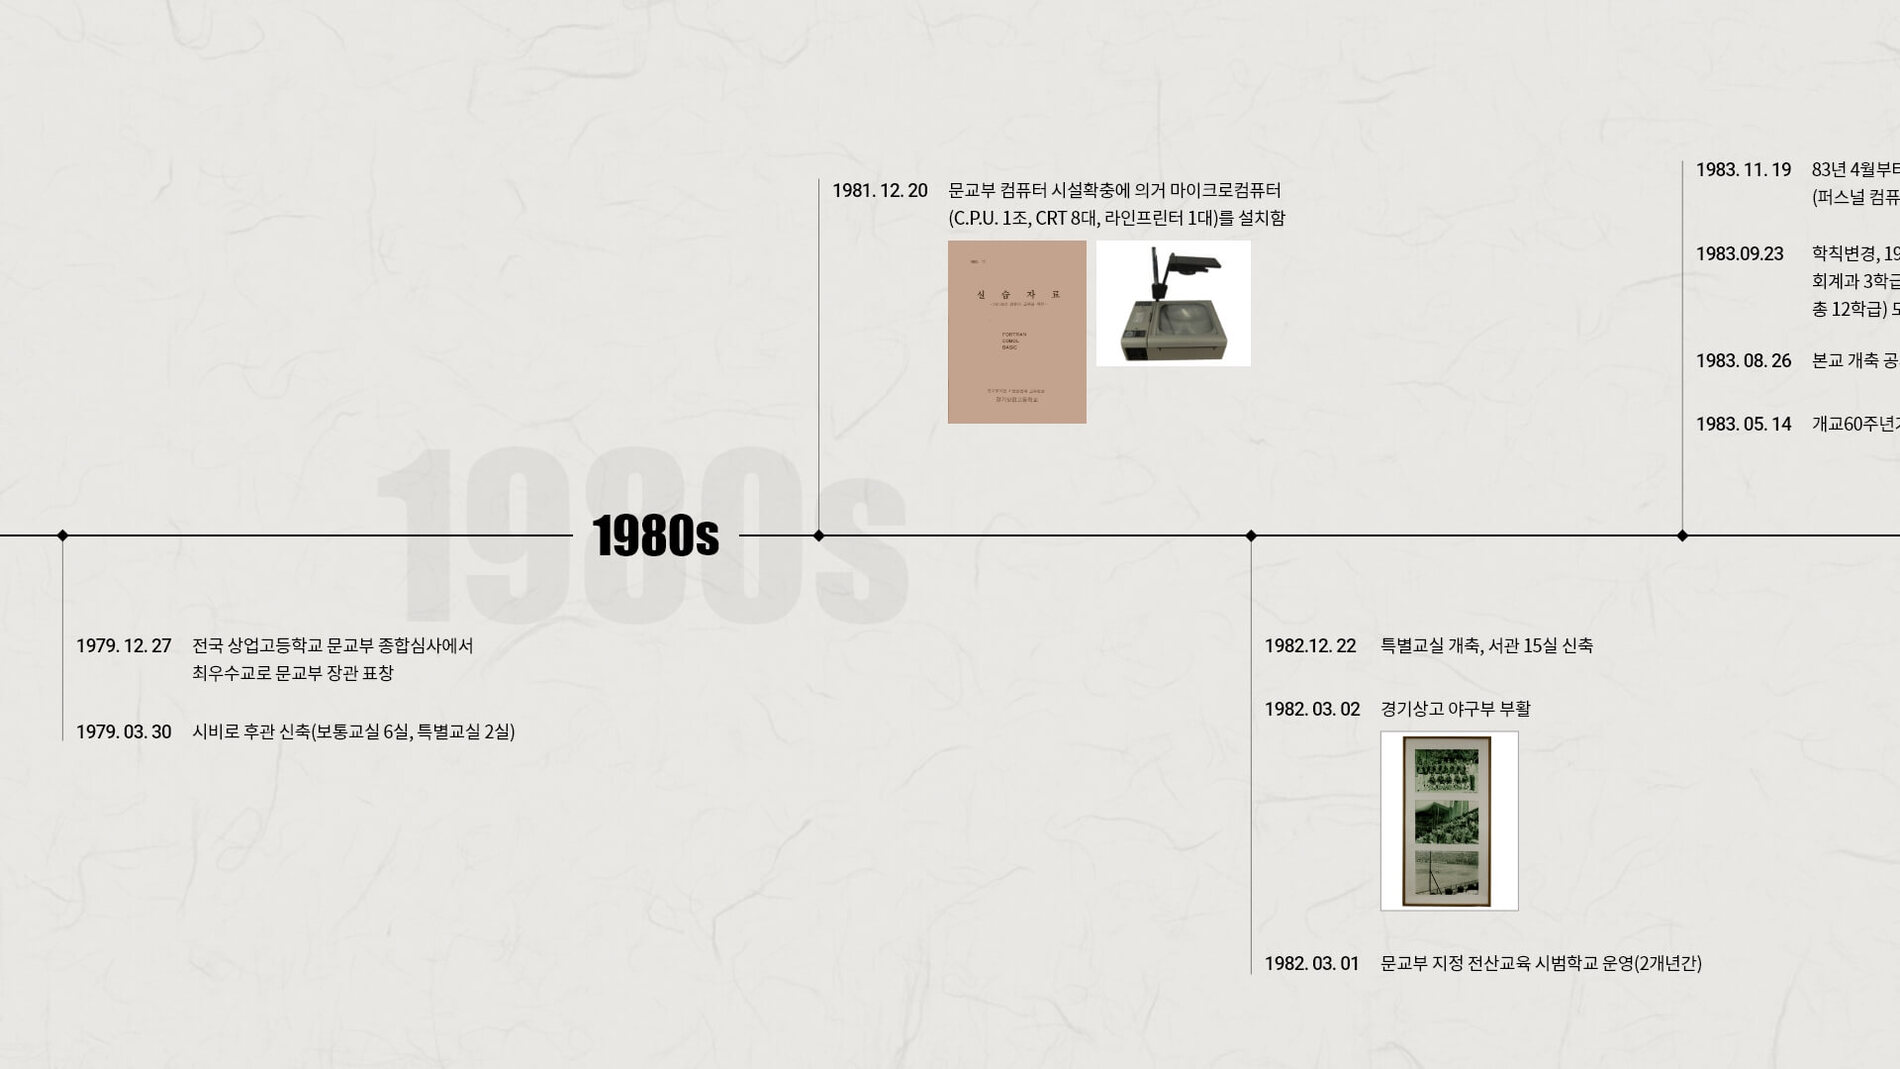 1979. 12. 27 전국 상업고등학교 문교부 종합심사에서
최우수교로 문교부 장관 표창
1979. 03. 30 시비로 후관 신축(보통교실 6실, 특별교실 2실)
1980s
1980s
1981. 12. 20 문교부 컴퓨터 시설확충에 의거 마이크로컴퓨터
(C.P.U. 1조, CRT 8대, 라인프린터 1대)를 설치함
실 습 자 료
FORTRAN
COBOL
BASIC
경기상업고등학교
1982.12. 22 특별교실 개축, 서관 15실 신축
1982. 03. 02 경기상고 야구부 부활
1982. 03. 01 문교부 지정 전산교육 시범학교 운영(2개년간)
1983. 11. 19 83년 4월부터
(퍼스널 컴퓨
1983.09.23 학칙변경, 19
회계과 3학급
총 12학급)
1983. 08. 26 본교 개축 공
1983. 05. 14 개교60주년